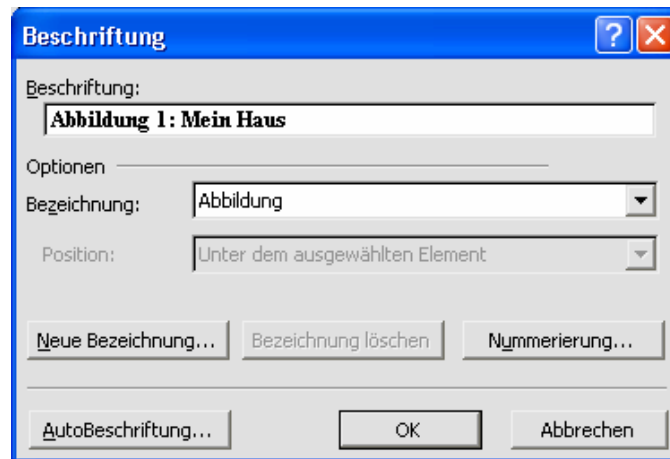 Beschriftung
Beschriftung:
Abbildung 1: Mein Haus
Optionen
Bezeichnung: Abbildung
Position: Unter dem ausgewählten Element
Neue Bezeichnung... Bezeichnung löschen Nummerierung...
AutoBeschriftung... OK Abbrechen